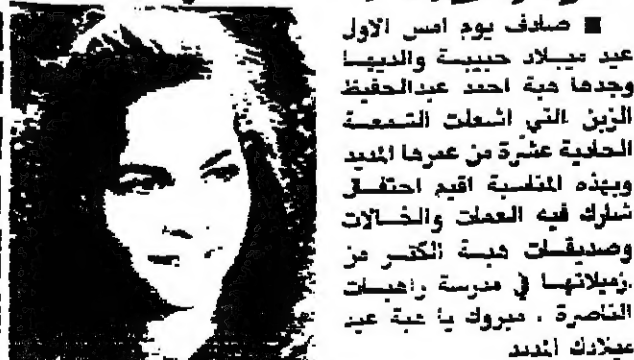 ■ صادف يوم امس الاول
عيد ميلاد حبيبة والديها
وجدها هبة احمد عبدالحفيظ
الزين التي اشعلت الشمعة
الحادية عشرة من عمرها المديد
وبهذه المناسبة اقيم احتفال
شارك فيه العمات والخالات
وصديقات هبة الكثر من
زميلاتها في مدرسة راهبات
الناصرة . مبروك يا هبة عيد
ميلادك المديد